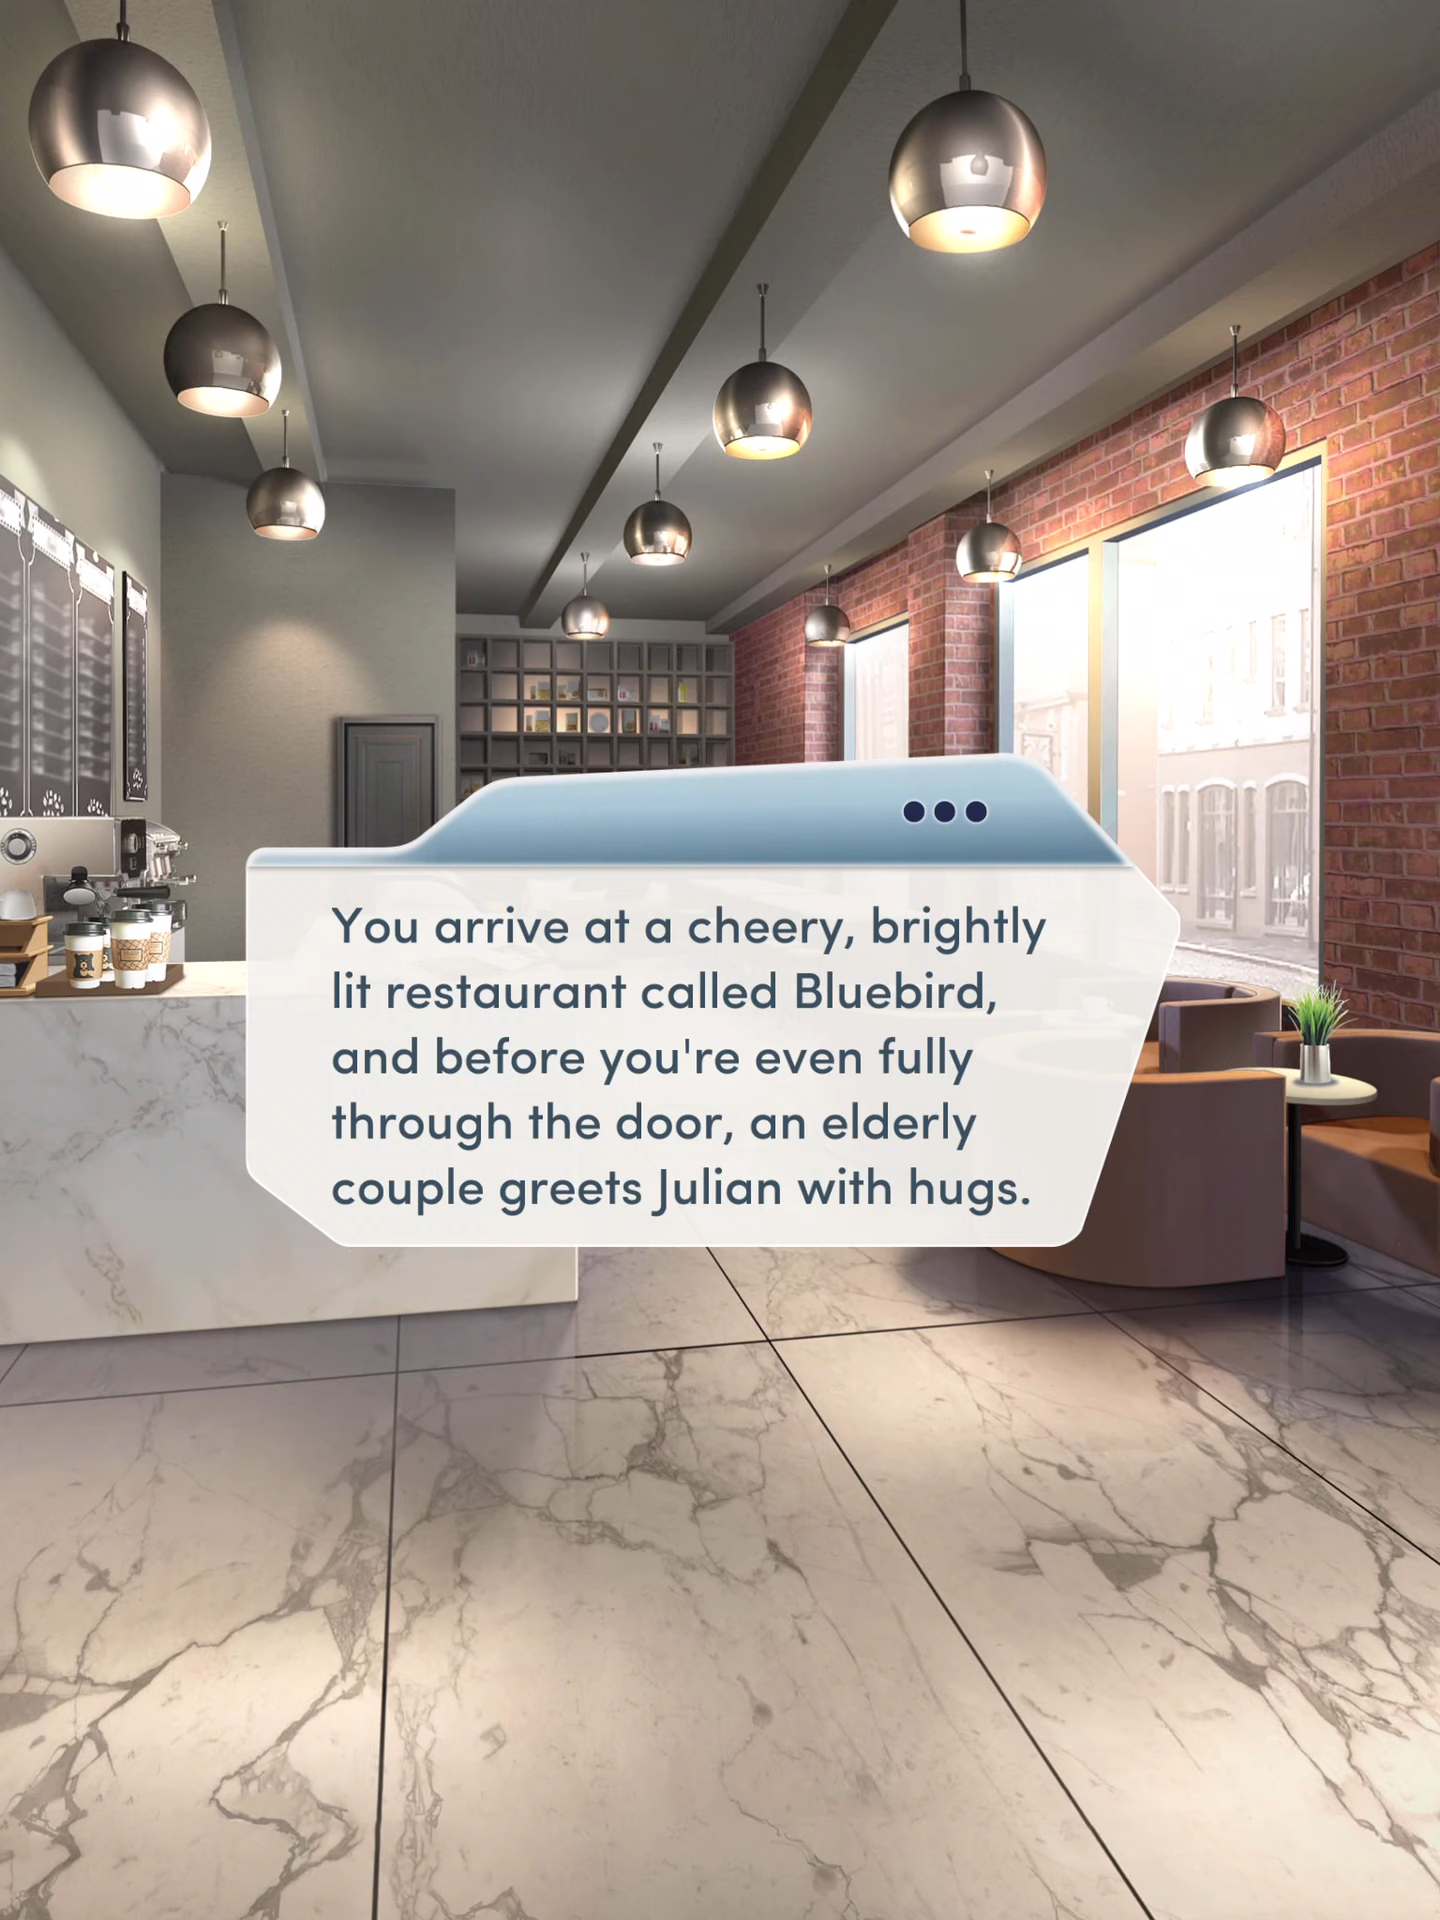 You arrive at a cheery, brightly
lit restaurant called Bluebird,
and before you're even fully
through the door, an elderly
couple greets Julian with hugs.